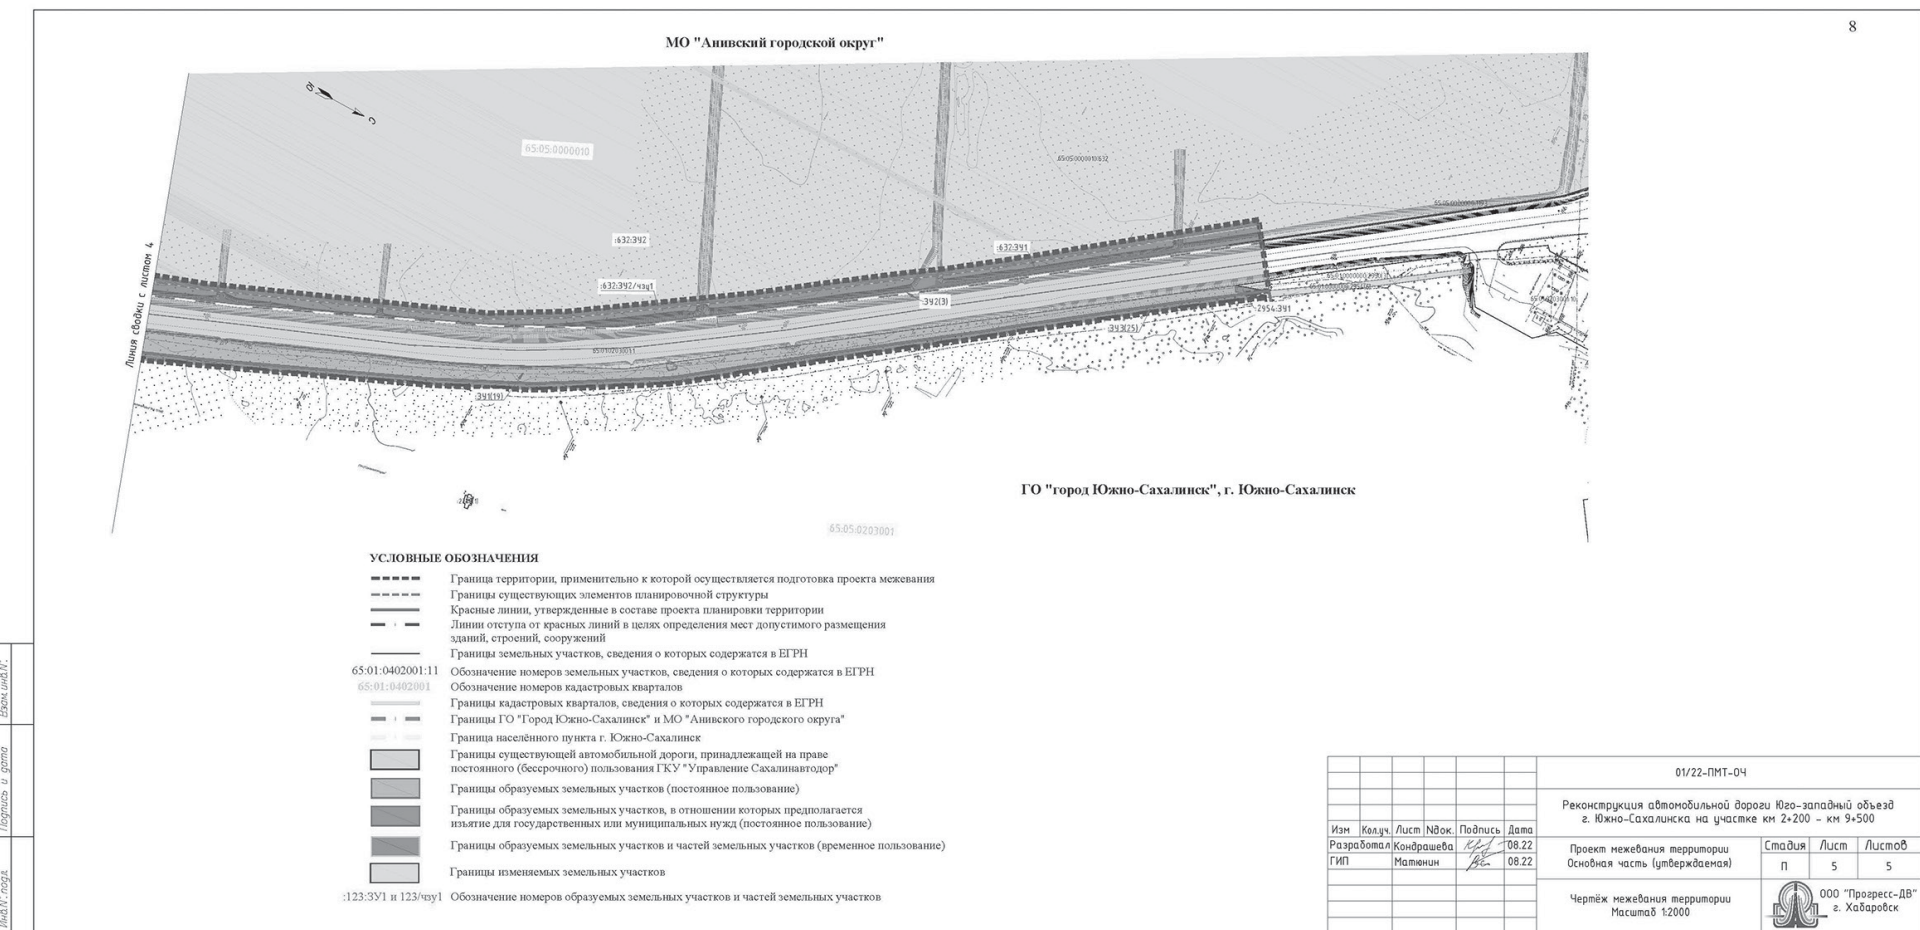 8
МО "Анивский городской округ"
Ю
С
65:05:0000010
65:05:0000010:632
:632:ЗУ2
:632:ЗУ1
:632:ЗУ2/чзу1
:ЗУ2(3)
:2954:ЗУ1
:ЗУ3(25)
65:01:0203001:1
:ЗУ1(19)
Линия сводки с листом 4
ГО "город Южно-Сахалинск", г. Южно-Сахалинск
65:05:0203001
УСЛОВНЫЕ ОБОЗНАЧЕНИЯ
Граница территории, применительно к которой осуществляется подготовка проекта межевания
Границы существующих элементов планировочной структуры
Красные линии, утвержденные в составе проекта планировки территории
Линии отступа от красных линий в целях определения мест допустимого размещения
зданий, строений, сооружений
Границы земельных участков, сведения о которых содержатся в ЕГРН
65:01:0402001:11 Обозначение номеров земельных участков, сведения о которых содержатся в ЕГРН
65:01:0402001 Обозначение номеров кадастровых кварталов
Границы кадастровых кварталов, сведения о которых содержатся в ЕГРН
Границы ГО "Город Южно-Сахалинск" и МО "Анивского городского округа"
Граница населённого пункта г. Южно-Сахалинск
Границы существующей автомобильной дороги, принадлежащей на праве
постоянного (бессрочного) пользования ГКУ "Управление Сахалинавтодор"
Границы образуемых земельных участков (постоянное пользование)
Границы образуемых земельных участков, в отношении которых предполагается
изъятие для государственных или муниципальных нужд (постоянное пользование)
Границы образуемых земельных участков и частей земельных участков (временное пользование)
Границы изменяемых земельных участков
:123:ЗУ1 и 123/чзу1 Обозначение номеров образуемых земельных участков и частей земельных участков
Взам.инв.N°.
Подпись и дата
Инв.N°. подл.
01/22-ПМТ-ОЧ
Реконструкция автомобильной дороги Юго-западный объезд
г. Южно-Сахалинска на участке км 2+200 - км 9+500
Изм Кол.уч. Лист Nдок. Подпись Дата
Разработал Кондрашева 08.22
ГИП Матюнин 08.22
Проект межевания территории
Основная часть (утверждаемая)
Стадия Лист Листов
П 5 5
Чертёж межевания территории
Масштаб 1:2000
ООО "Прогресс-ДВ"
г. Хабаровск